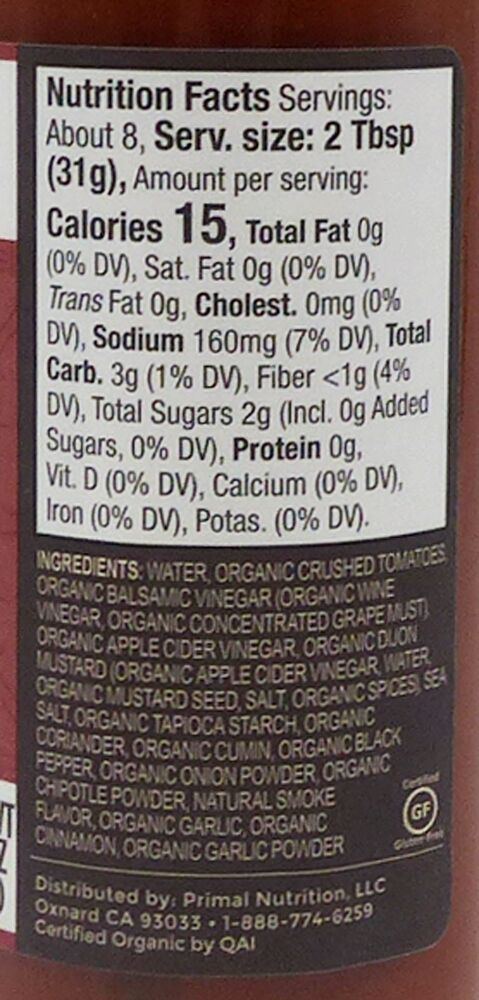 Nutrition Facts Servings:
About 8, Serv. size: 2 Tbsp
(31g), Amount per serving:
Calories 15, Total Fat 0g
(0% DV), Sat. Fat 0g (0% DV),
Trans Fat 0g, Cholest. 0mg (0%
DV), Sodium 160mg (7% DV), Total
Carb. 3g (1% DV), Fiber <1g (4%
DV), Total Sugars 2g (Incl. 0g Added
Sugars, 0% DV), Protein 0g,
Vit. D (0% DV), Calcium (0% DV),
Iron (0% DV), Potas. (0% DV).
INGREDIENTS: WATER, ORGANIC CRUSHED TOMATOES,
ORGANIC BALSAMIC VINEGAR (ORGANIC WINE
VINEGAR, ORGANIC CONCENTRATED GRAPE MUST),
ORGANIC APPLE CIDER VINEGAR, ORGANIC DIJON
MUSTARD (ORGANIC APPLE CIDER VINEGAR, WATER,
ORGANIC MUSTARD SEED, SALT, ORGANIC SPICES), SEA
SALT, ORGANIC TAPIOCA STARCH, ORGANIC
CORIANDER, ORGANIC CUMIN, ORGANIC BLACK
PEPPER, ORGANIC ONION POWDER, ORGANIC
CHIPOTLE POWDER, NATURAL SMOKE
FLAVOR, ORGANIC GARLIC, ORGANIC
CINNAMON, ORGANIC GARLIC POWDER
Certified
GF
Gluten-Free
Distributed by: Primal Nutrition, LLC
Oxnard CA 93033 • 1-888-774-6259
Certified Organic by QAI